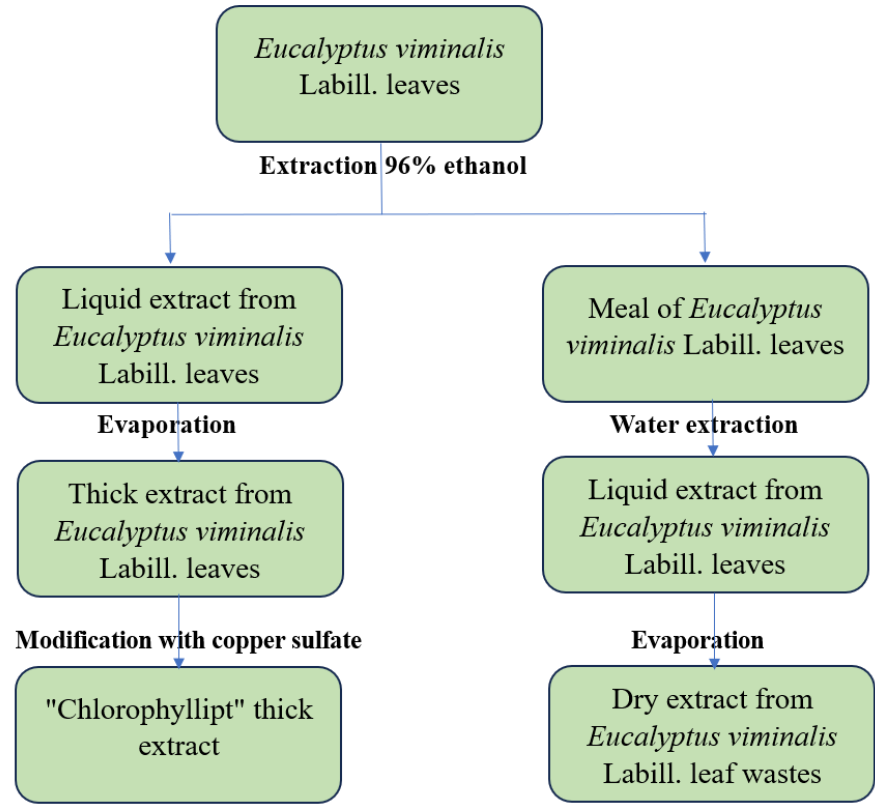 Eucalyptus viminalis
Labill. leaves
Extraction 96% ethanol
Liquid extract from
Eucalyptus viminalis
Labill. leaves
Evaporation
Thick extract from
Eucalyptus viminalis
Labill. leaves
Modification with copper sulfate
"Chlorophyllipt" thick
extract
Meal of Eucalyptus
viminalis Labill. leaves
Water extraction
Liquid extract from
Eucalyptus viminalis
Labill. leaves
Evaporation
Dry extract from
Eucalyptus viminalis
Labill. leaf wastes